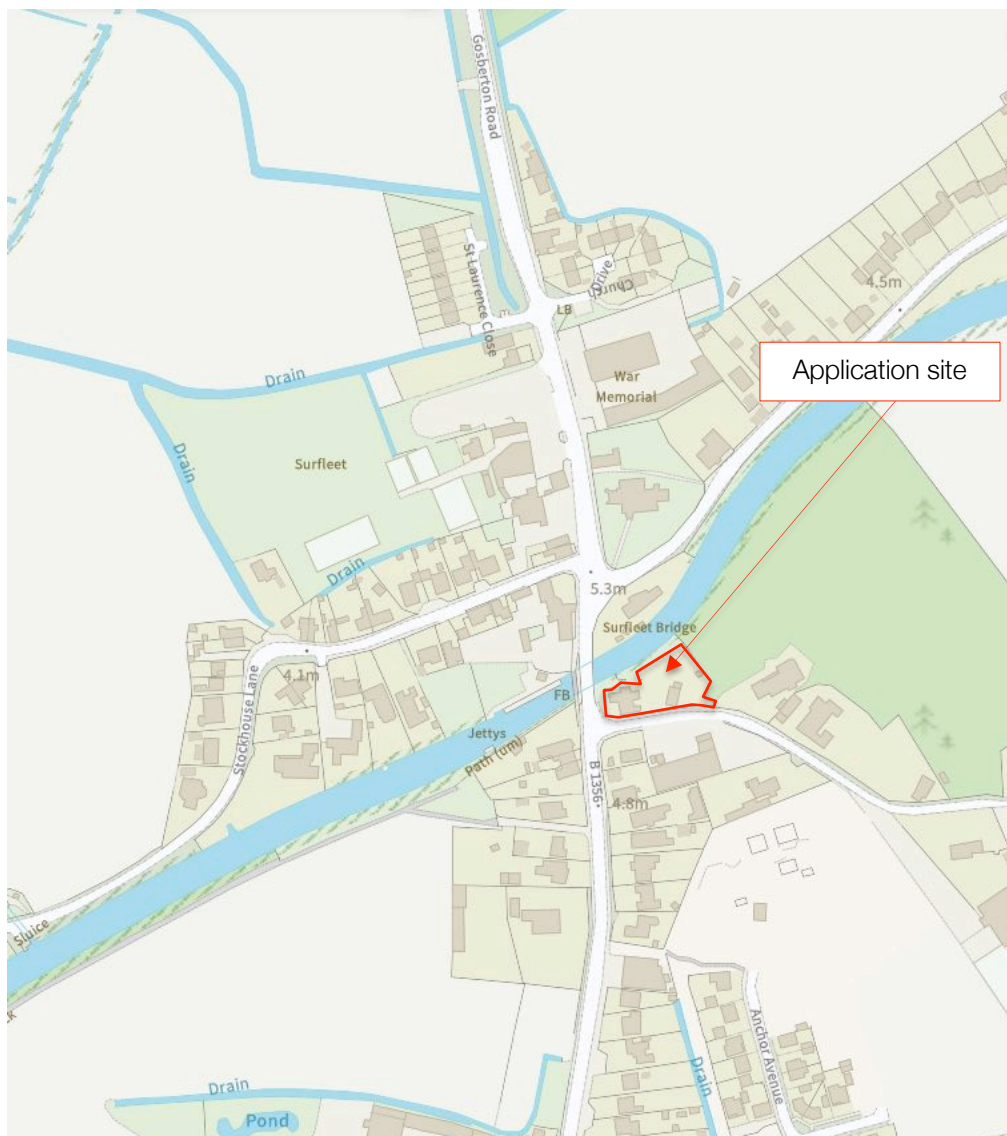 Gosberton Road
St Laurence Close
Church
Drive
LB
4.5m
Application site
War
Memorial
Drain
Drain
Surfleet
Drain
5.3m
Surfleet Bridge
4.1m
Stockhouse Lane
FB
Jettys
Path (um)
B 1356
4.8m
Sluice
Anchor Avenue
Drain
Drain
Pond